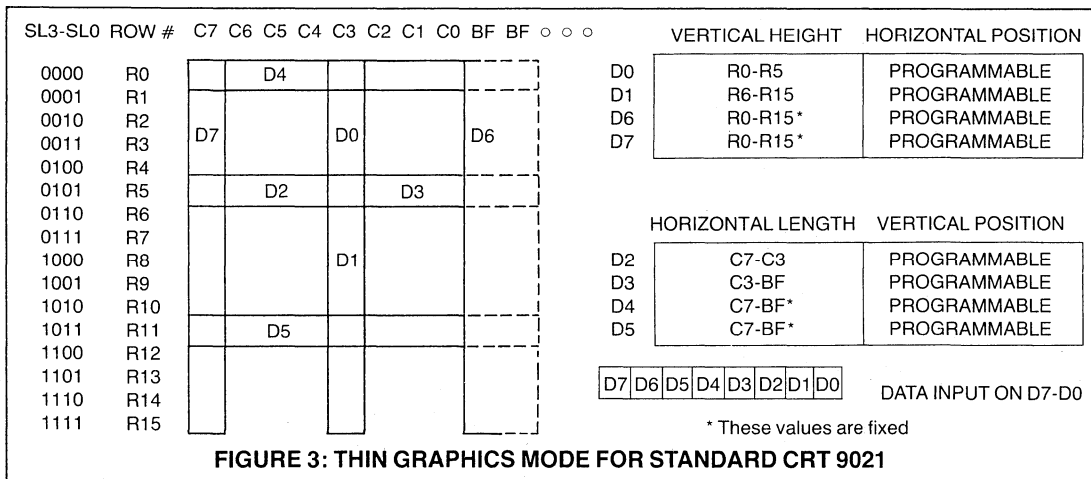 SL3-SL0 ROW # C7 C6 C5 C4 C3 C2 C1 C0 BF BF ○ ○ ○
0000 R0 D4
0001 R1
0010 R2 D7 D0 D6
0011 R3
0100 R4
0101 R5 D2 D3
0110 R6
0111 R7
1000 R8 D1
1001 R9
1010 R10
1011 R11 D5
1100 R12
1101 R13
1110 R14
1111 R15
VERTICAL HEIGHT HORIZONTAL POSITION
D0 R0-R5 PROGRAMMABLE
D1 R6-R15 PROGRAMMABLE
D6 R0-R15* PROGRAMMABLE
D7 R0-R15* PROGRAMMABLE
HORIZONTAL LENGTH VERTICAL POSITION
D2 C7-C3 PROGRAMMABLE
D3 C3-BF PROGRAMMABLE
D4 C7-BF* PROGRAMMABLE
D5 C7-BF* PROGRAMMABLE
D7 D6 D5 D4 D3 D2 D1 D0 DATA INPUT ON D7-D0
* These values are fixed
FIGURE 3: THIN GRAPHICS MODE FOR STANDARD CRT 9021